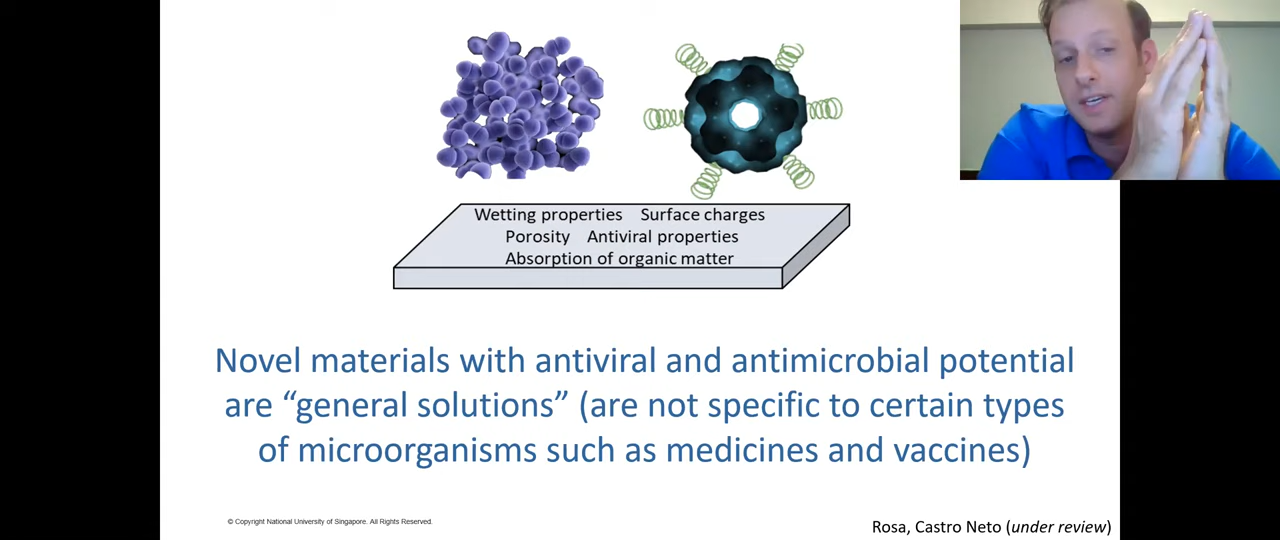 Wetting properties Surface charges
Porosity Antiviral properties
Absorption of organic matter
Novel materials with antiviral and antimicrobial potential
are “general solutions” (are not specific to certain types
of microorganisms such as medicines and vaccines)
© Copyright National University of Singapore. All Rights Reserved.
Rosa, Castro Neto (under review)